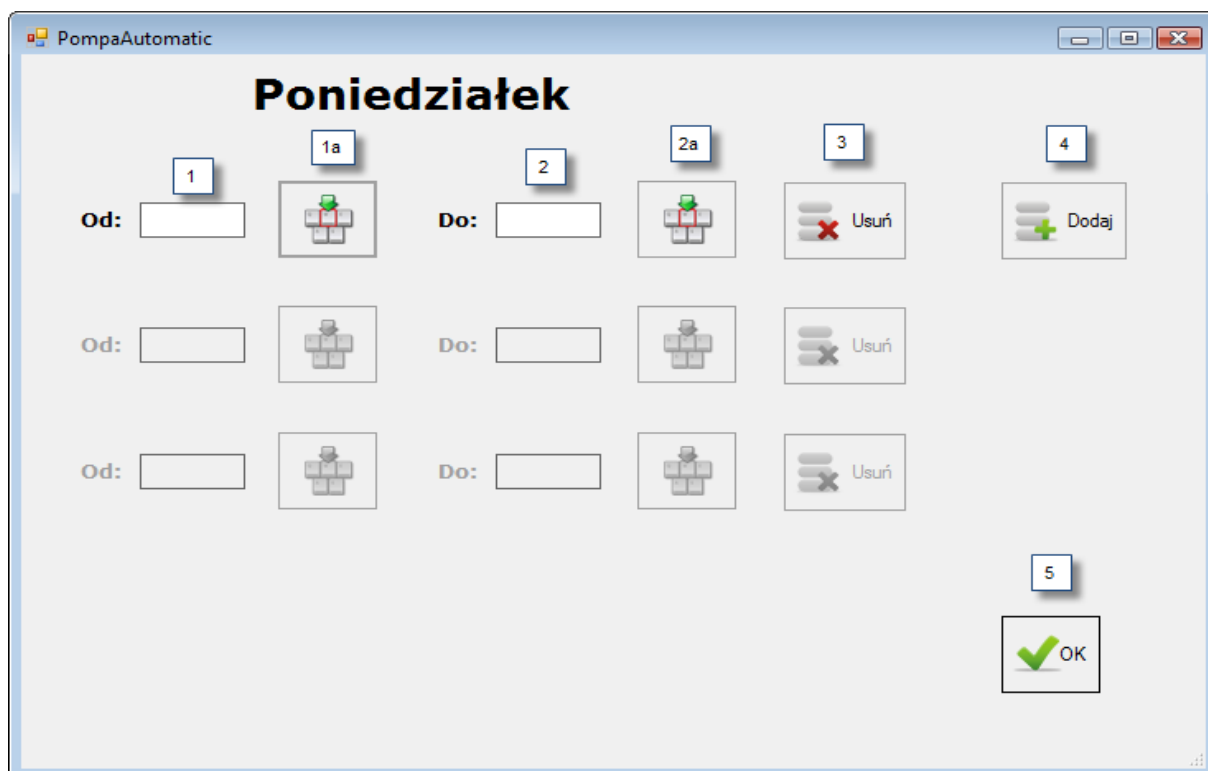 PompaAutomatic
Poniedziałek
1 1a 2 2a 3 4
Od: Do: Usuń Dodaj
Od: Do: Usuń
Od: Do: Usuń
5
OK